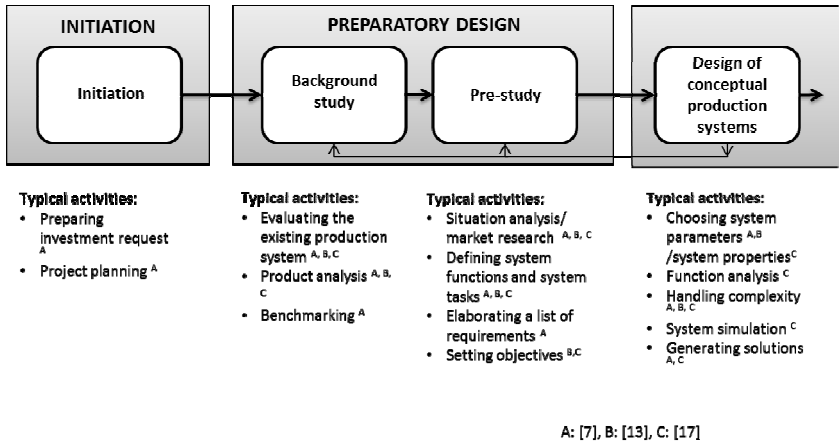 INITIATION
PREPARATORY DESIGN
Initiation
Background
study
Pre-study
Design of
conceptual
production
systems
Typical activities:
• Preparing
investment request
A
• Project planning A
Typical activities:
• Evaluating the
existing production
system A, B, C
• Product analysis A, B,
C
• Benchmarking A
Typical activities:
• Situation analysis/
market research A, B, C
• Defining system
functions and system
tasks A, B, C
• Elaborating a list of
requirements A
• Setting objectives B,C
Typical activities:
• Choosing system
parameters A,B
/system properties C
• Function analysis C
• Handling complexity
A, B, C
• System simulation C
• Generating solutions
A, C
A: [7], B: [13], C: [17]